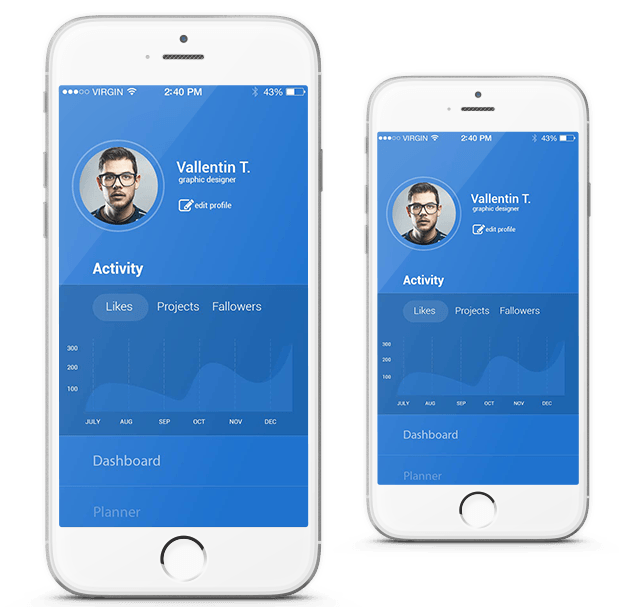 VIRGIN 2:40 PM 43%
Vallentin T.
graphic designer
edit profile
Activity
Likes Projects Fallowers
300
200
100
JULY AUG SEP OCT NOV DEC
Dashboard
Planner
VIRGIN 2:40 PM 43%
Vallentin T.
graphic designer
edit profile
Activity
Likes Projects Fallowers
300
200
100
JULY AUG SEP OCT NOV DEC
Dashboard
Planner